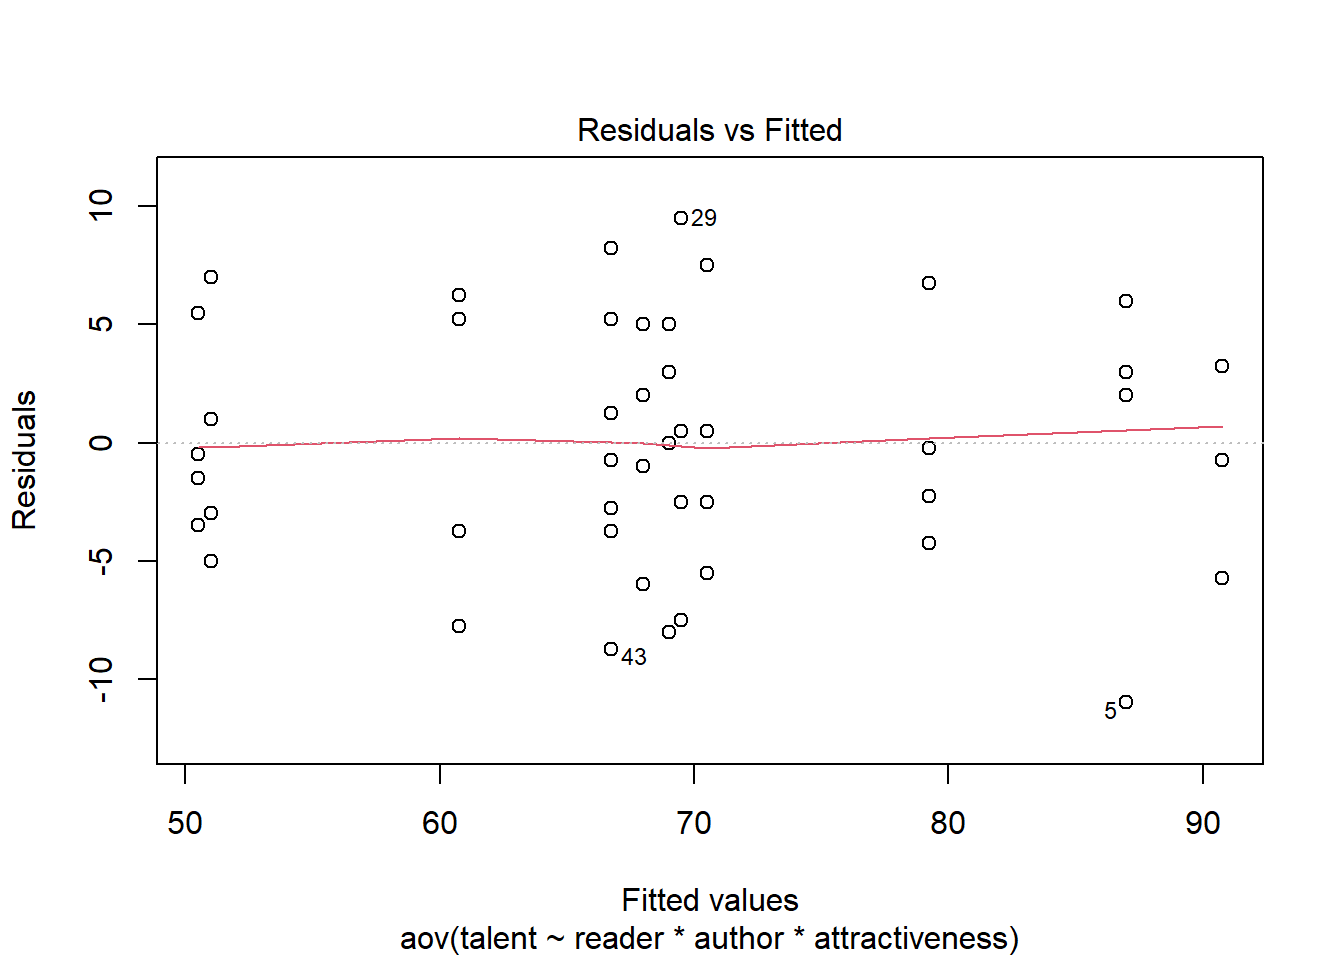 Residuals vs Fitted
10
5
0
-5
-10
Residuals
29
43
5
50 60 70 80 90
Fitted values
aov(talent ~ reader * author * attractiveness)